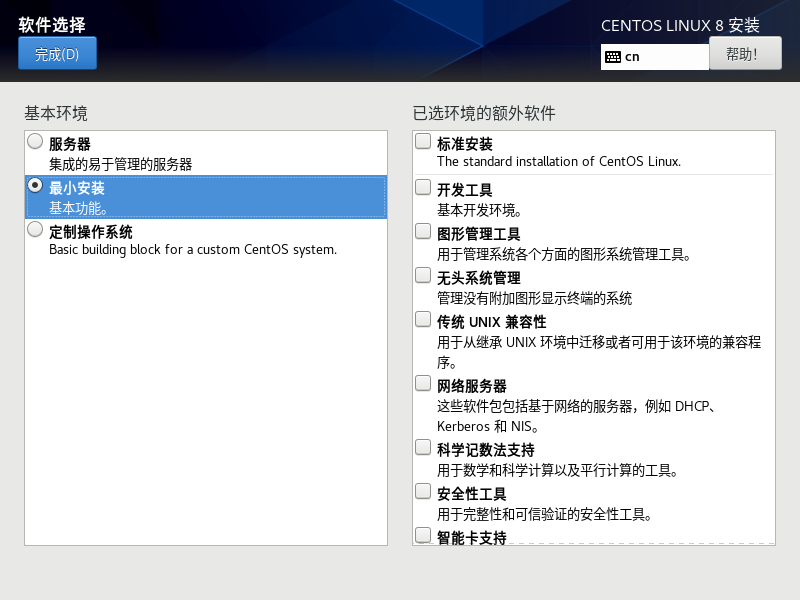 软件选择
完成(D)
CENTOS LINUX 8 安装
cn
帮助!
基本环境
服务器
集成的易于管理的服务器
最小安装
基本功能。
定制操作系统
Basic building block for a custom CentOS system.
已选环境的额外软件
标准安装
The standard installation of CentOS Linux.
开发工具
基本开发环境。
图形管理工具
用于管理系统各个方面的图形系统管理工具。
无头系统管理
管理没有附加图形显示终端的系统
传统 UNIX 兼容性
用于从继承 UNIX 环境中迁移或者可用于该环境的兼容程
序。
网络服务器
这些软件包包括基于网络的服务器，例如 DHCP、
Kerberos 和 NIS。
科学记数法支持
用于数学和科学计算以及平行计算的工具。
安全性工具
用于完整性和可信验证的安全性工具。
智能卡支持